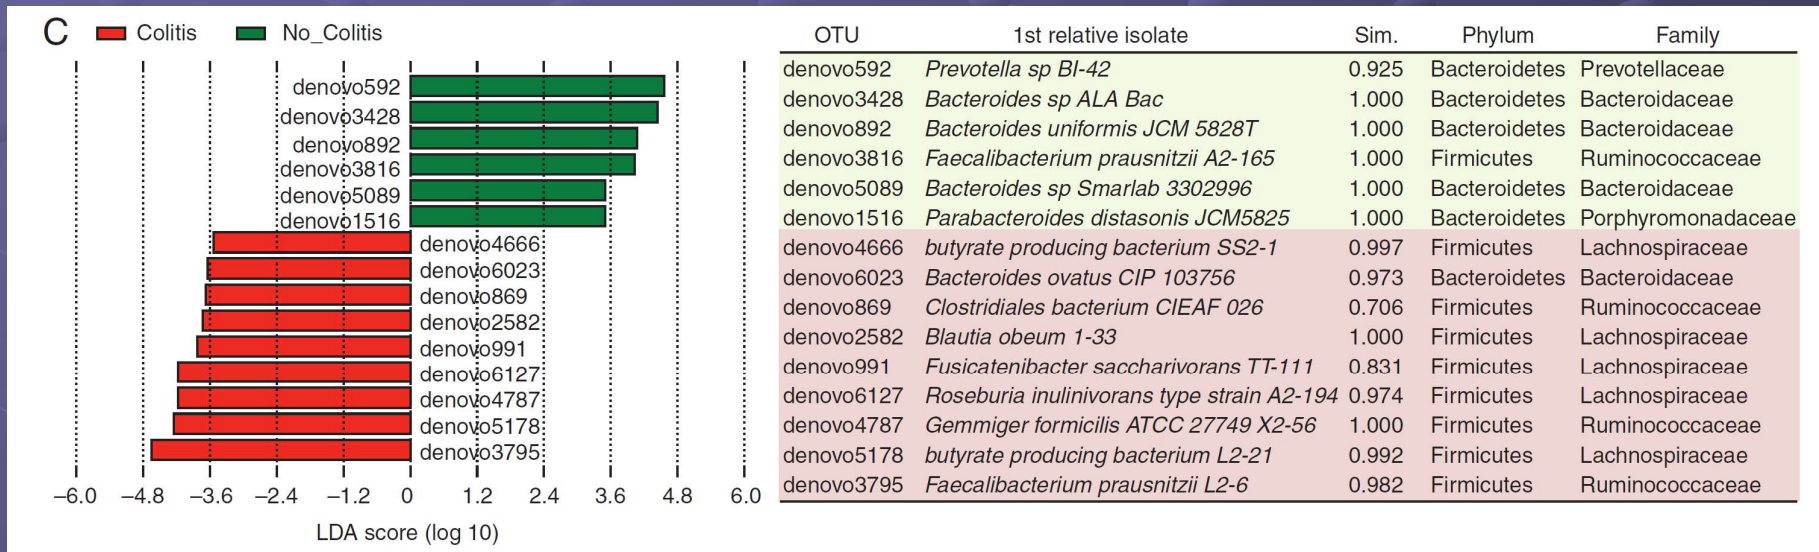 C
Colitis No_Colitis
denovo592
denovo3428
denovo892
denovo3816
denovo5089
denovo1516
denovo4666
denovo6023
denovo869
denovo2582
denovo991
denovo6127
denovo4787
denovo5178
denovo3795
–6.0 –4.8 –3.6 –2.4 –1.2 0 1.2 2.4 3.6 4.8 6.0
LDA score (log 10)
OTU 1st relative isolate Sim. Phylum Family
denovo592 Prevotella sp BI-42 0.925 Bacteroidetes Prevotellaceae
denovo3428 Bacteroides sp ALA Bac 1.000 Bacteroidetes Bacteroidaceae
denovo892 Bacteroides uniformis JCM 5828T 1.000 Bacteroidetes Bacteroidaceae
denovo3816 Faecalibacterium prausnitzii A2-165 1.000 Firmicutes Ruminococcaceae
denovo5089 Bacteroides sp Smarlab 3302996 1.000 Bacteroidetes Bacteroidaceae
denovo1516 Parabacteroides distasonis JCM5825 1.000 Bacteroidetes Porphyromonadaceae
denovo4666 butyrate producing bacterium SS2-1 0.997 Firmicutes Lachnospiraceae
denovo6023 Bacteroides ovatus CIP 103756 0.973 Bacteroidetes Bacteroidaceae
denovo869 Clostridiales bacterium CIEAF 026 0.706 Firmicutes Ruminococcaceae
denovo2582 Blautia obeum 1-33 1.000 Firmicutes Lachnospiraceae
denovo991 Fusicatenibacter saccharivorans TT-111 0.831 Firmicutes Lachnospiraceae
denovo6127 Roseburia inulinivorans type strain A2-194 0.974 Firmicutes Lachnospiraceae
denovo4787 Gemmiger formicilis ATCC 27749 X2-56 1.000 Firmicutes Ruminococcaceae
denovo5178 butyrate producing bacterium L2-21 0.992 Firmicutes Lachnospiraceae
denovo3795 Faecalibacterium prausnitzii L2-6 0.982 Firmicutes Ruminococcaceae